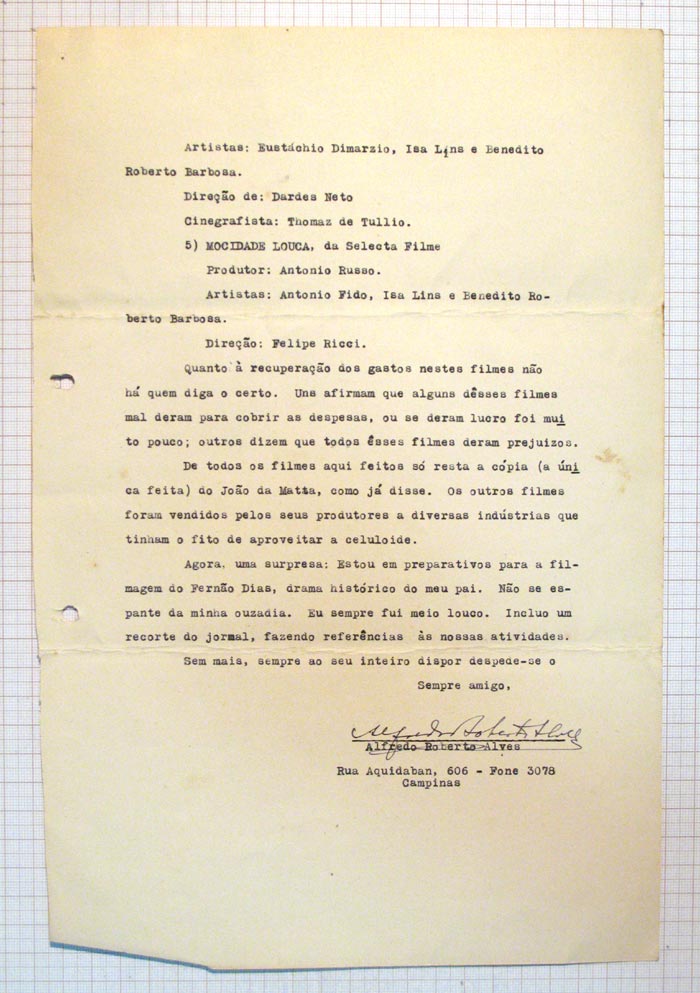 Artistas: Eustáchio Dimarzio, Isa Lins e Benedito
Roberto Barbosa.
Direção de: Dardes Neto
Cinegrafista: Thomaz de Tullio.
5) MOCIDADE LOUCA, da Selecta Filme
Produtor: Antonio Russo.
Artistas: Antonio Fido, Isa Lins e Benedito Ro-
berto Barbosa.
Direção: Felipe Ricci.
Quanto à recuperação dos gastos nestes filmes não
há quem diga o certo. Uns afirmam que alguns dêsses filmes
mal deram para cobrir as despesas, ou se deram lucro foi mui
to pouco; outros dizem que todos êsses filmes deram prejuizos.
De todos os filmes aqui feitos só resta a cópia (a úni
ca feita) do João da Matta, como já disse. Os outros filmes
foram vendidos pelos seus produtores a diversas indústrias que
tinham o fito de aproveitar a celuloide.
Agora, uma surpresa: Estou em preparativos para a fil-
magem do Fernão Dias, drama histórico do meu pai. Não se es-
pante da minha ouzadia. Eu sempre fui meio louco. Incluo um
recorte do jormal, fazendo referências às nossas atividades.
Sem mais, sempre ao seu inteiro dispor despede-se o
Sempre amigo,
Alfredo Roberto Alves
Alfredo Roberto Alves
Rua Aquidaban, 606 - Fone 3078
Campinas